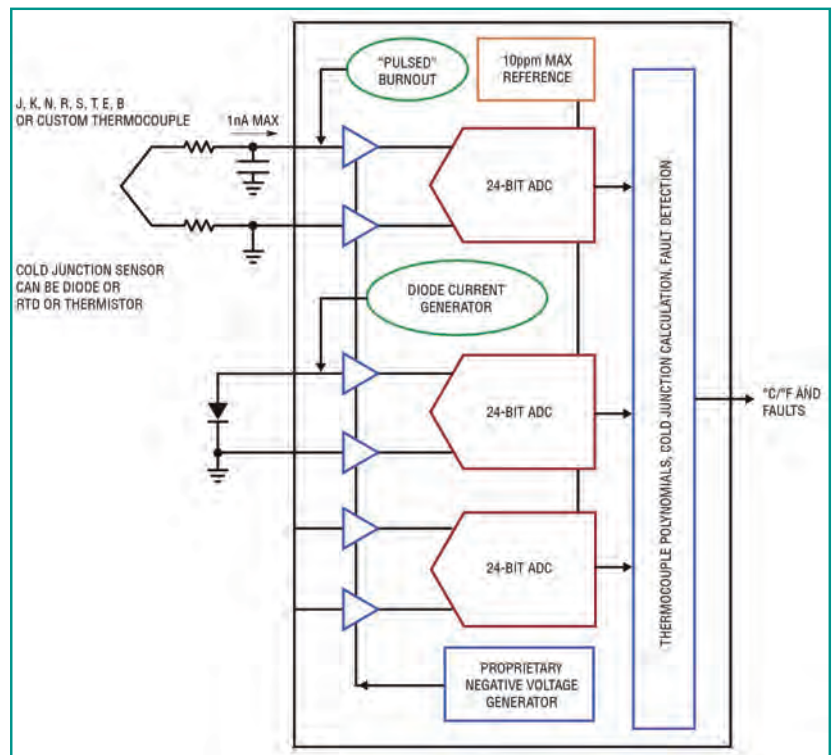 "PULSED"
BURNOUT
10ppm MAX
REFERENCE
J, K, N, R, S, T, E, B
OR CUSTOM THERMOCOUPLE
1nA MAX
24-BIT ADC
COLD JUNCTION SENSOR
CAN BE DIODE OR
RTD OR THERMISTOR
DIODE CURRENT
GENERATOR
24-BIT ADC
THERMOCOUPLE POLYNOMIALS, COLD JUNCTION CALCULATION, FAULT DETECTION
°C/°F AND
FAULTS
24-BIT ADC
PROPRIETARY
NEGATIVE VOLTAGE
GENERATOR